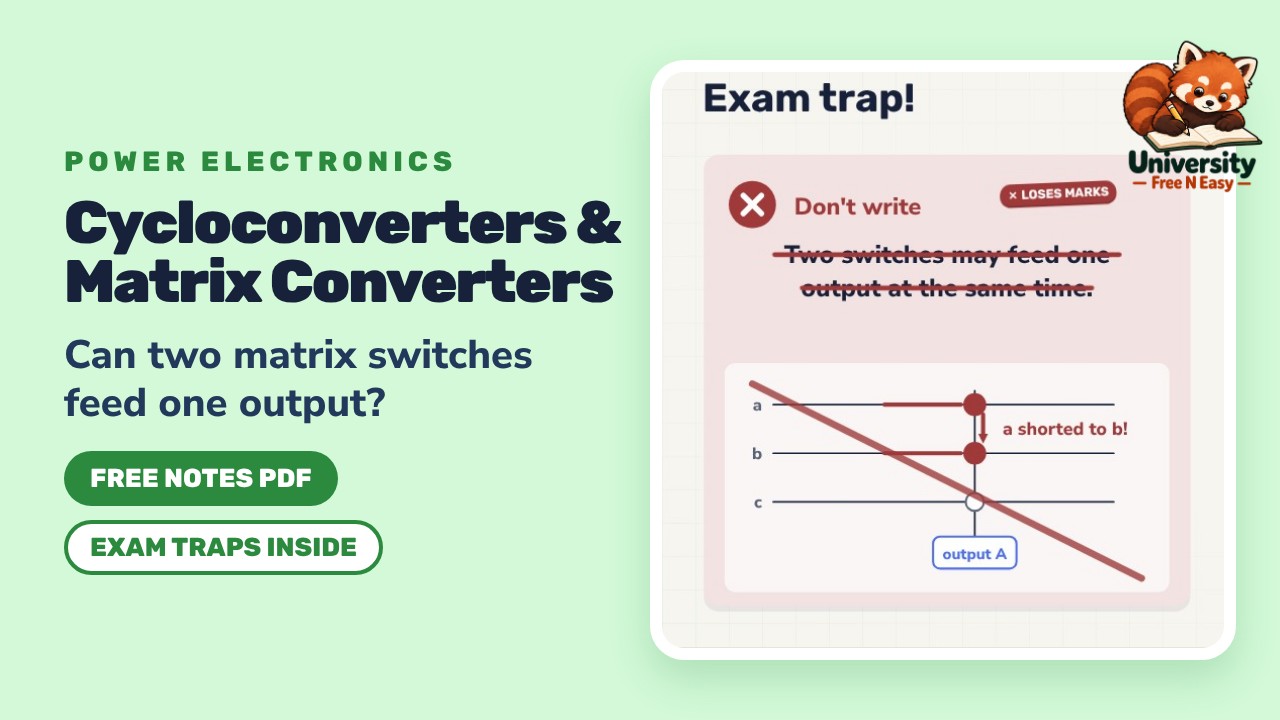 POWER ELECTRONICS
Cycloconverters &
Matrix Converters
Can two matrix switches
feed one output?
FREE NOTES PDF
EXAM TRAPS INSIDE
Exam trap!
Don't write
× LOSES MARKS
Two switches may feed one
output at the same time.
a
a shorted to b!
b
c
output A
University
Free N Easy